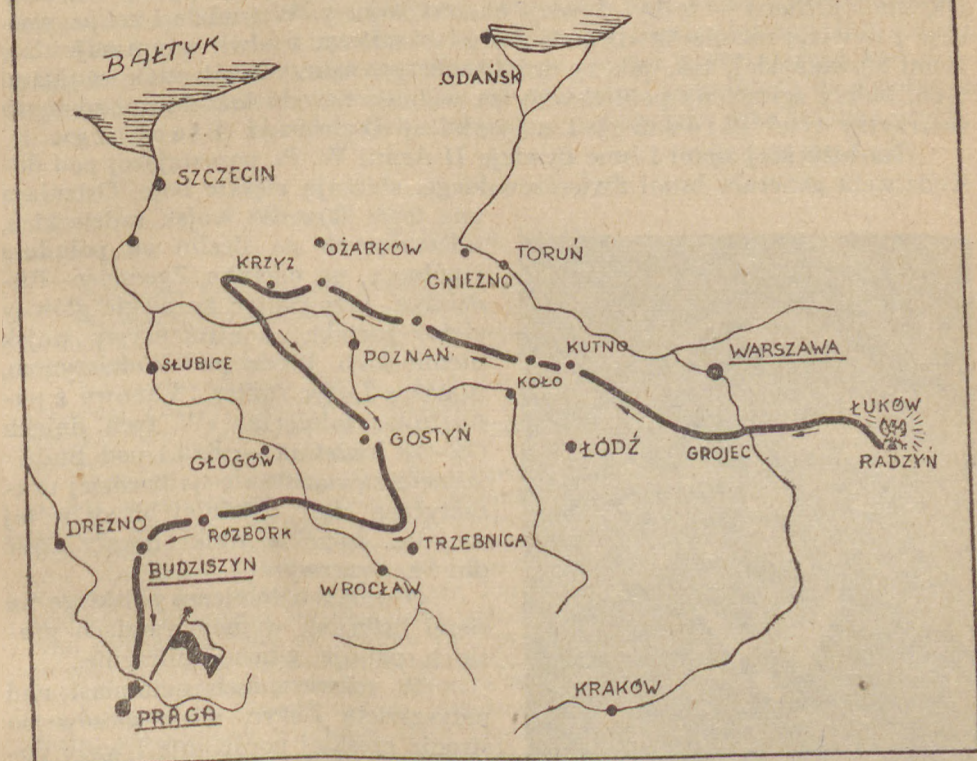 BAŁTYK
GDAŃSK
SZCZECIN
OŻARKÓW
TORUŃ
KRZYŻ
GNIEZNO
POZNAŃ
KUTNO
WARSZAWA
SŁUBICE
KOŁO
ŁUKÓW
GOSTYŃ
ŁÓDŹ
GROJEC
RADZYŃ
GŁOGÓW
DREZNO
ROZBORK
TRZEBNICA
BUDZISZYN
WROCŁAW
KRAKÓW
PRAGA